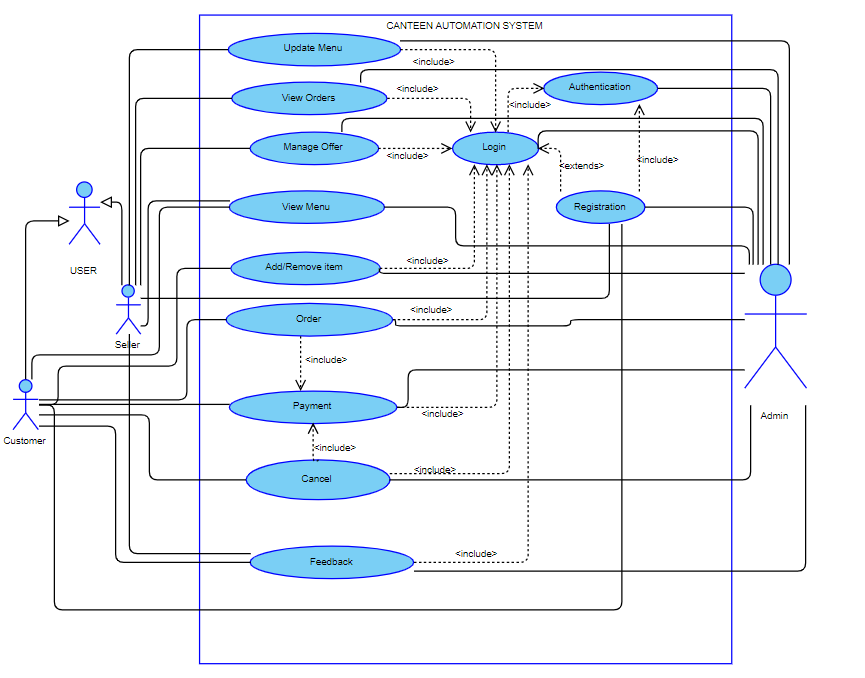 CANTEEN AUTOMATION SYSTEM
Update Menu
<include>
Authentication
<include>
View Orders
<include>
Manage Offer
<include>
Login
<extends>
<include>
View Menu
Registration
USER
Add/Remove item
<include>
Order
<include>
Seller
<include>
Payment
<include>
Admin
Customer
<include>
Cancel
<include>
Feedback
<include>